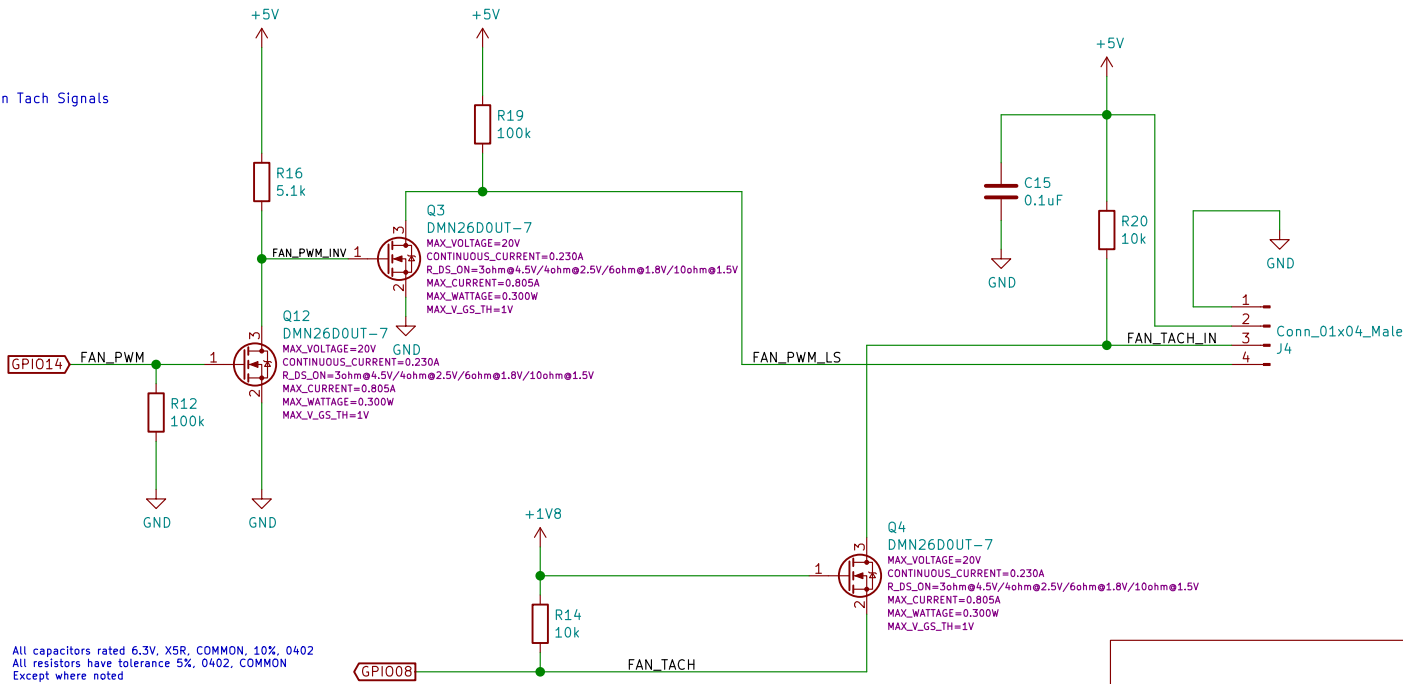 +5V
+5V
+5V
n Tach Signals
R19
100k
R16
5.1k
C15
0.1uF
R20
10k
GND
GND
Q3
DMN26D0UT-7
MAX_VOLTAGE=20V
CONTINUOUS_CURRENT=0.230A
R_DS_ON=3ohm@4.5V/4ohm@2.5V/6ohm@1.8V/10ohm@1.5V
MAX_CURRENT=0.805A
MAX_WATTAGE=0.300W
MAX_V_GS_TH=1V
3
FAN_PWM_INV
1
2
GND
Q12
DMN26D0UT-7
MAX_VOLTAGE=20V
CONTINUOUS_CURRENT=0.230A
R_DS_ON=3ohm@4.5V/4ohm@2.5V/6ohm@1.8V/10ohm@1.5V
MAX_CURRENT=0.805A
MAX_WATTAGE=0.300W
MAX_V_GS_TH=1V
3
1
2
GPIO14
FAN_PWM
R12
100k
GND
GND
FAN_PWM_LS
FAN_TACH_IN
1
2
3
4
Conn_01x04_Male
J4
+1V8
Q4
DMN26D0UT-7
MAX_VOLTAGE=20V
CONTINUOUS_CURRENT=0.230A
R_DS_ON=3ohm@4.5V/4ohm@2.5V/6ohm@1.8V/10ohm@1.5V
MAX_CURRENT=0.805A
MAX_WATTAGE=0.300W
MAX_V_GS_TH=1V
3
1
2
R14
10k
GPIO08
FAN_TACH
All capacitors rated 6.3V, X5R, COMMON, 10%, 0402
All resistors have tolerance 5%, 0402, COMMON
Except where noted